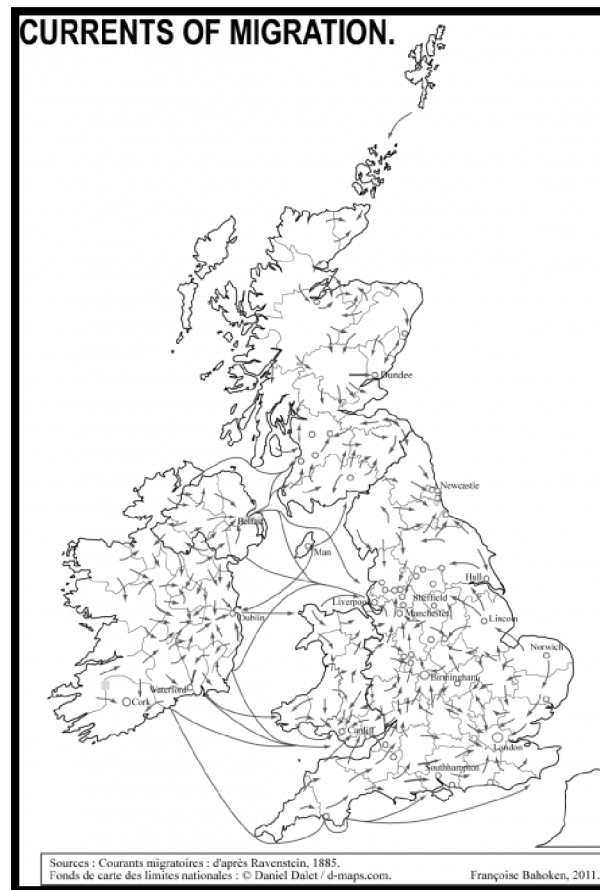 CURRENTS OF MIGRATION.
Dundee
Newcastle
Belfast
Man
Hull
Liverpool
Sheffield
Manchester
Dublin
Lincoln
Norwich
Waterford
Birmingham
Cork
Cardiff
London
Southhampton
Sources : Courants migratoires : d'après Ravenstein, 1885.
Fonds de carte des limites nationales : © Daniel Dalet / d-maps.com.
Françoise Bahoken, 2011.